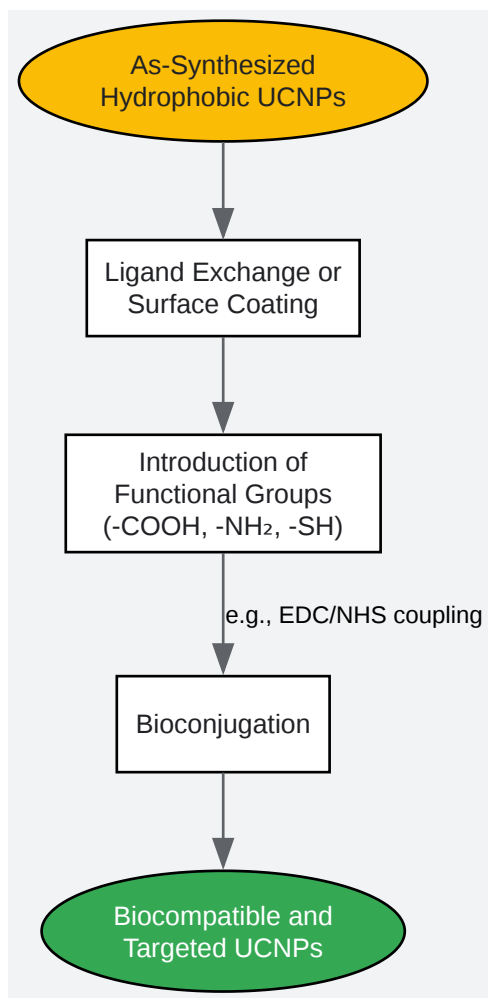 As-Synthesized
Hydrophobic UCNPs
Ligand Exchange or
Surface Coating
Introduction of
Functional Groups
(-COOH, -NH₂, -SH)
e.g., EDC/NHS coupling
Bioconjugation
Biocompatible and
Targeted UCNPs